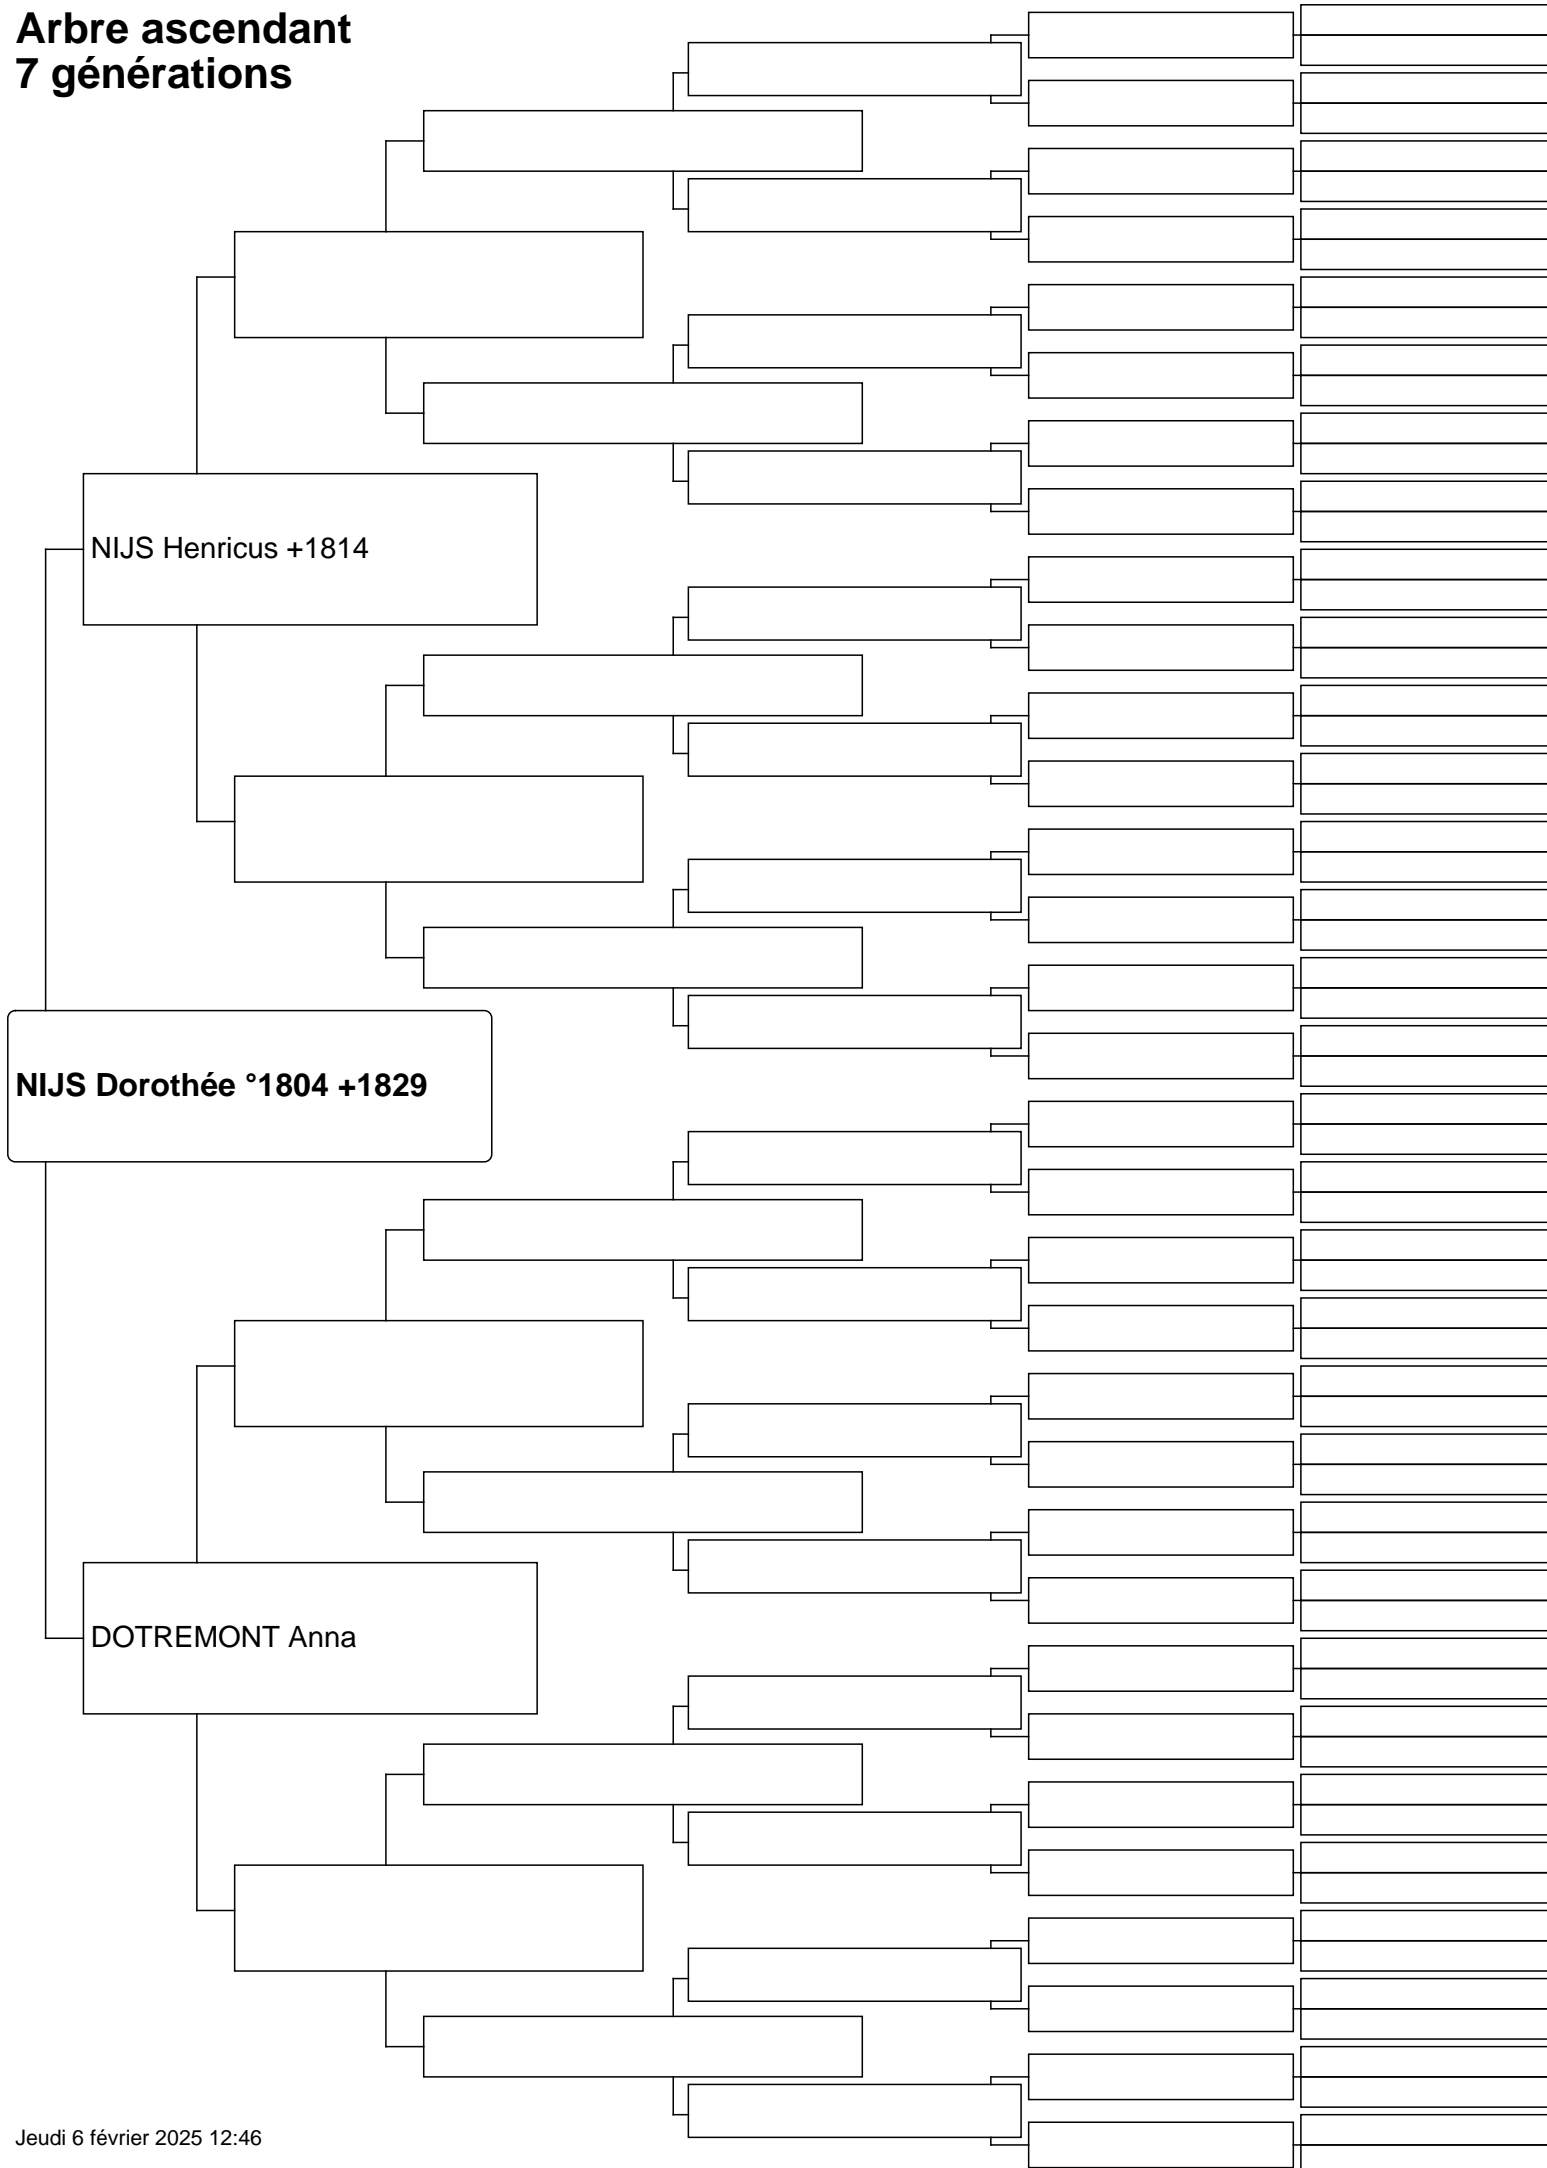 Arbre ascendant
7 générations
NIJS Henricus +1814
NIJS Dorothée °1804 +1829
DOTREMONT Anna
Jeudi 6 février 2025 12:46